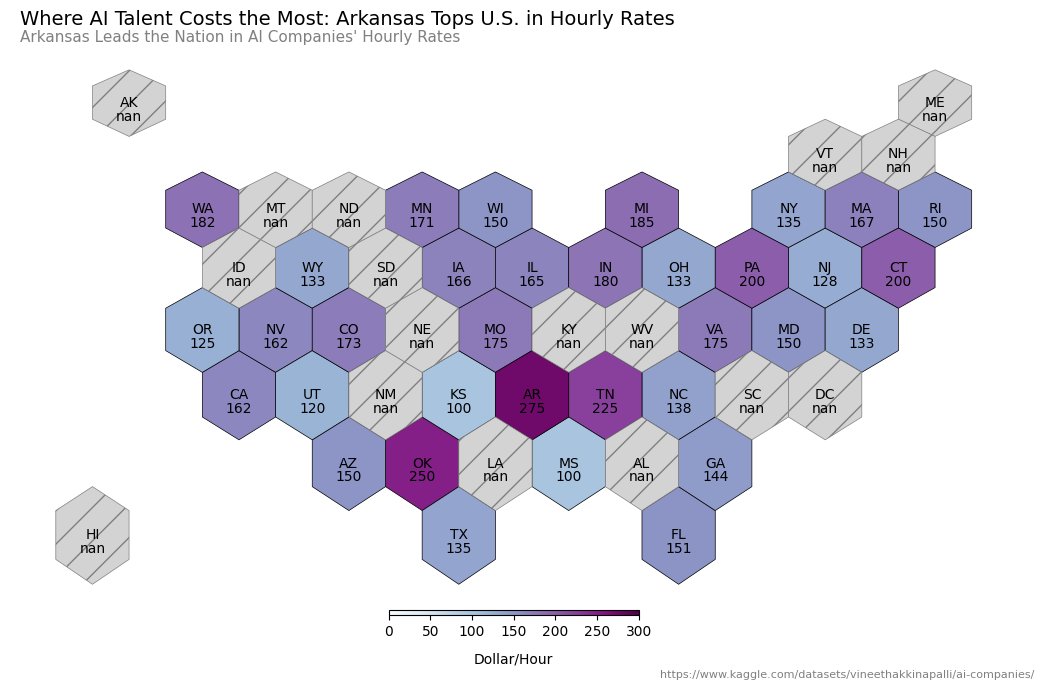 Where AI Talent Costs the Most: Arkansas Tops U.S. in Hourly Rates
Arkansas Leads the Nation in AI Companies' Hourly Rates
AK
nan
ME
nan
VT
nan
NH
nan
WA
182
MT
nan
ND
nan
MN
171
WI
150
MI
185
NY
135
MA
167
RI
150
ID
nan
WY
133
SD
nan
IA
166
IL
165
IN
180
OH
133
PA
200
NJ
128
CT
200
OR
125
NV
162
CO
173
NE
nan
MO
175
KY
nan
WV
nan
VA
175
MD
150
DE
133
CA
162
UT
120
NM
nan
KS
100
AR
275
TN
225
NC
138
SC
nan
DC
nan
AZ
150
OK
250
LA
nan
MS
100
AL
nan
GA
144
HI
nan
TX
135
FL
151
0 50 100 150 200 250 300
Dollar/Hour
https://www.kaggle.com/datasets/vineethakkinapalli/ai-companies/